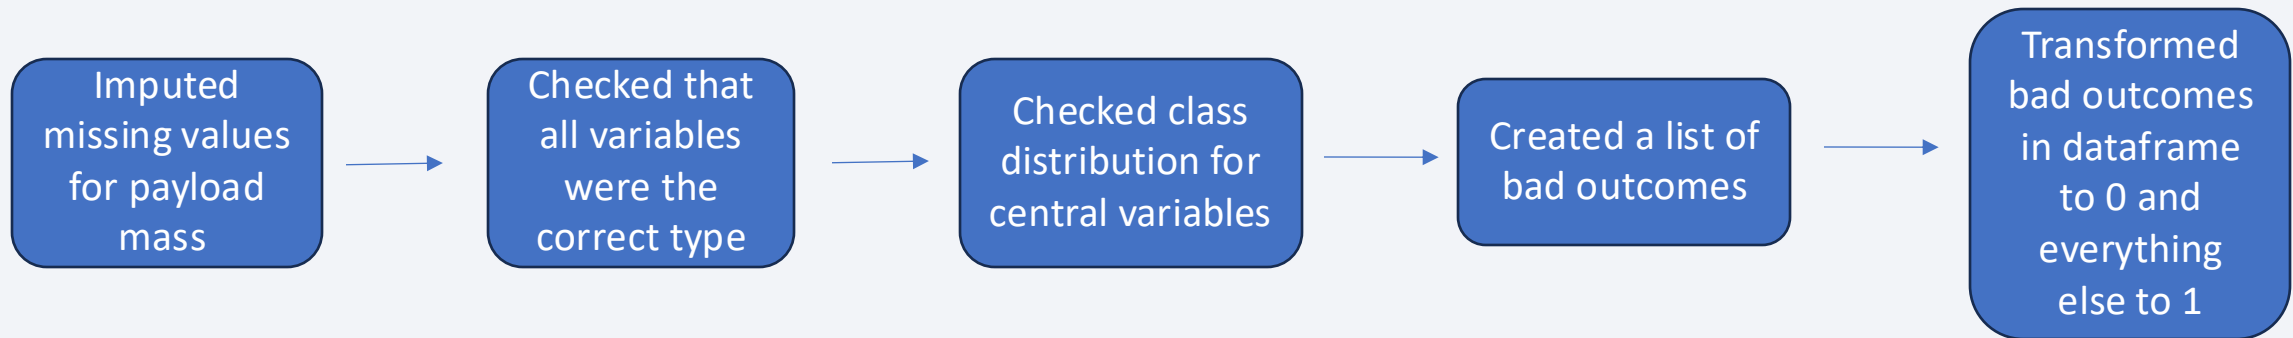 Imputed
missing values
for payload
mass
Checked that
all variables
were the
correct type
Checked class
distribution for
central variables
Created a list of
bad outcomes
Transformed
bad outcomes
in dataframe
to 0 and
everything
else to 1